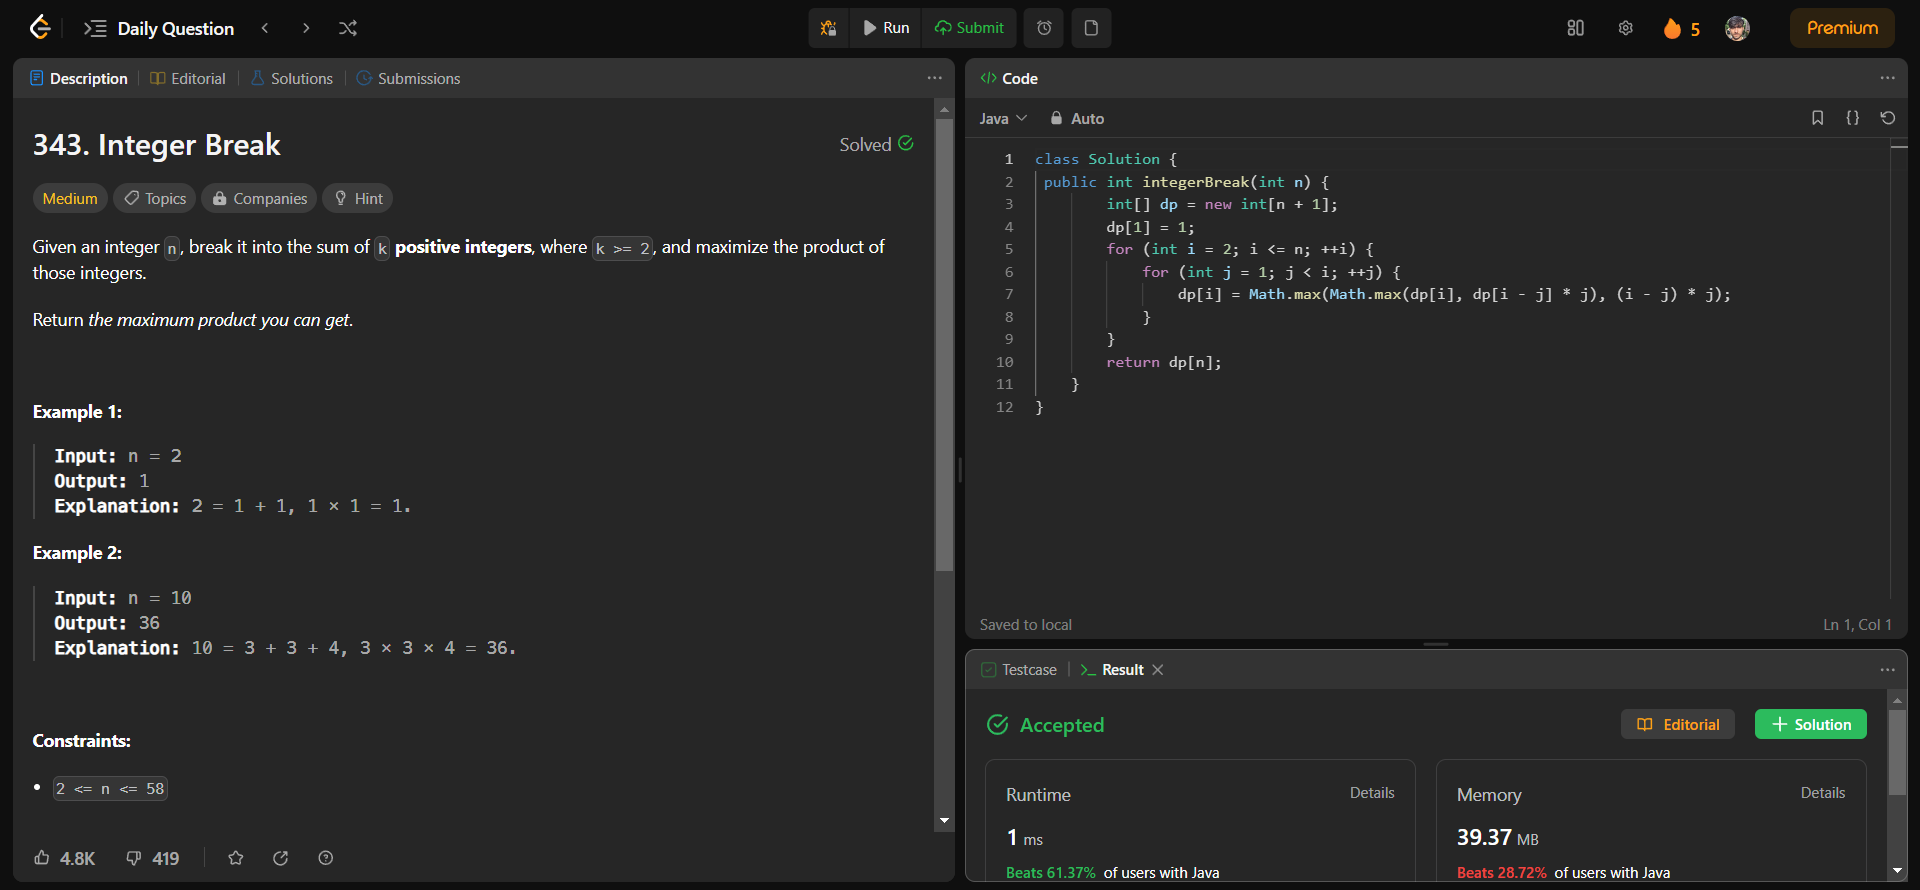 Daily Question
Run
Submit
5
Premium
Description
Editorial
Solutions
Submissions
343. Integer Break
Solved
Medium
Topics
Companies
Hint
Given an integer n, break it into the sum of k positive integers, where k >= 2, and maximize the product of
those integers.
Return the maximum product you can get.
Example 1:
Input: n = 2
Output: 1
Explanation: 2 = 1 + 1, 1 × 1 = 1.
Example 2:
Input: n = 10
Output: 36
Explanation: 10 = 3 + 3 + 4, 3 × 3 × 4 = 36.
Constraints:
2 <= n <= 58
4.8K
419
Code
Java
Auto
1 class Solution {
2 public int integerBreak(int n) {
3 int[] dp = new int[n + 1];
4 dp[1] = 1;
5 for (int i = 2; i <= n; ++i) {
6 for (int j = 1; j < i; ++j) {
7 dp[i] = Math.max(Math.max(dp[i], dp[i - j] * j), (i - j) * j);
8 }
9 }
10 return dp[n];
11 }
12 }
Saved to local
Ln 1, Col 1
Testcase
Result
Accepted
Editorial
Solution
Runtime
Details
1 ms
Beats 61.37% of users with Java
Memory
Details
39.37 MB
Beats 28.72% of users with Java